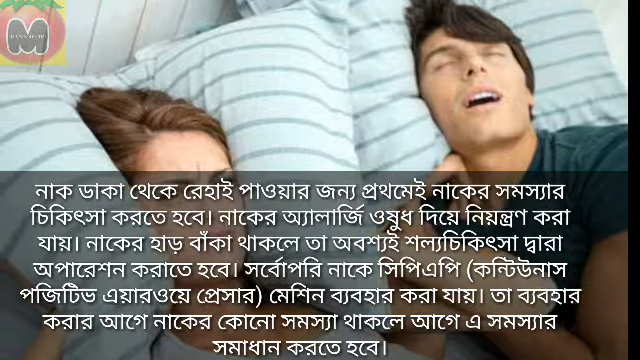 নাক ডাকা থেকে রেহাই পাওয়ার জন্য প্রথমেই নাকের সমস্যার
চিকিৎসা করতে হবে। নাকের অ্যালার্জি ওষুধ দিয়ে নিয়ন্ত্রণ করা
যায়। নাকের হাড় বাঁকা থাকলে তা অবশ্যই শল্যচিকিৎসা দ্বারা
অপারেশন করাতে হবে। সর্বোপরি নাকে সিপিএপি (কন্টিউনাস
পজিটিভ এয়ারওয়ে প্রেসার) মেশিন ব্যবহার করা যায়। তা ব্যবহার
করার আগে নাকের কোনো সমস্যা থাকলে আগে এ সমস্যার
সমাধান করতে হবে।